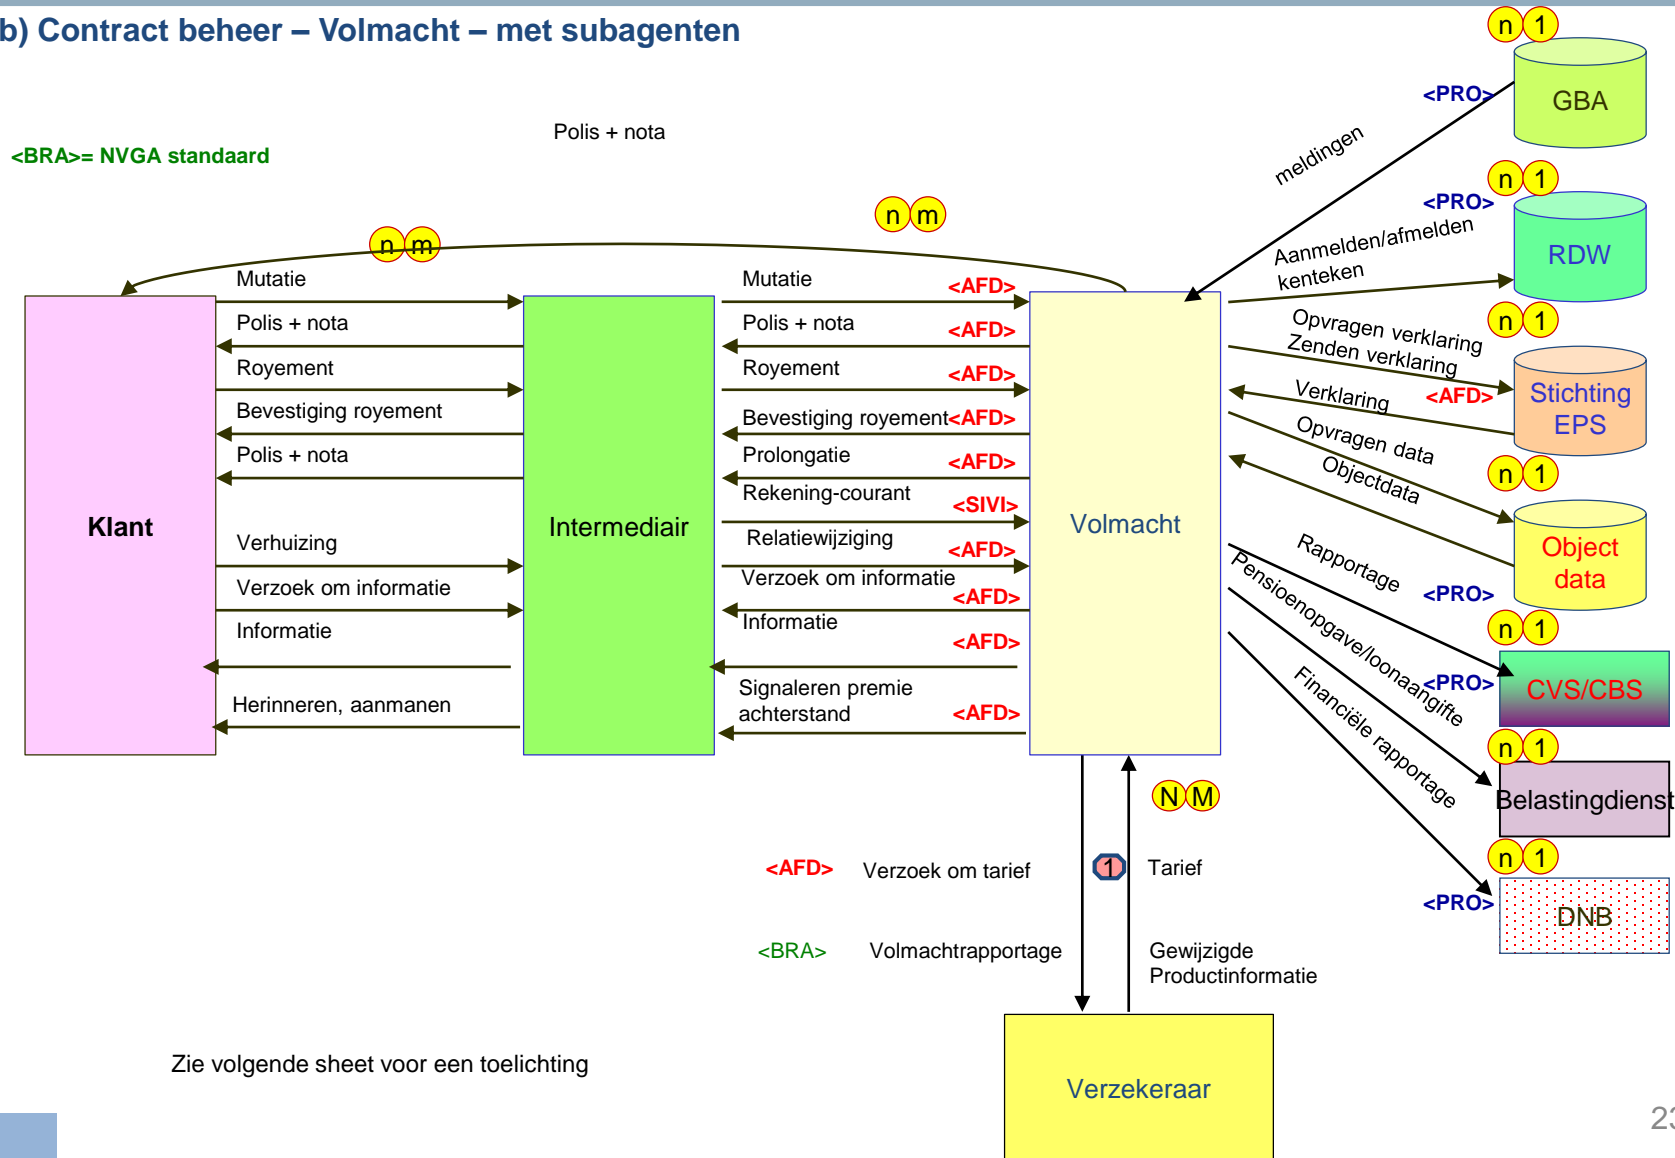 b) Contract beheer – Volmacht – met subagenten
n 1
<PRO>
GBA
Polis + nota
<BRA>= NVGA standaard
meldingen
n 1
<PRO>
RDW
Aanmelden/afmelden
kenteken
n m
n m
Mutatie
Polis + nota
Royement
Bevestiging royement
Polis + nota
Verhuizing
Verzoek om informatie
Informatie
Herinneren, aanmanen
Klant
Intermediair
Mutatie
<AFD>
Polis + nota
<AFD>
Royement
<AFD>
Bevestiging royement<AFD>
Prolongatie
<AFD>
Rekening-courant
<SIVI>
Relatiewijziging
<AFD>
Verzoek om informatie
<AFD>
Informatie
<AFD>
Signaleren premie
achterstand
<AFD>
Volmacht
n 1
Opvragen verklaring
Zenden verklaring
Verklaring
<AFD>
Stichting
EPS
Opvragen data
Objectdata
n 1
Object
data
Rapportage
<PRO>
n 1
CVS/CBS
Pensioenopgave/loonaangifte
<PRO>
n 1
Belastingdienst
Financiële rapportage
n 1
<PRO>
DNB
N M
<AFD>
Verzoek om tarief
1
Tarief
<BRA>
Volmachtrapportage
Gewijzigde
Productinformatie
Verzekeraar
Zie volgende sheet voor een toelichting
23